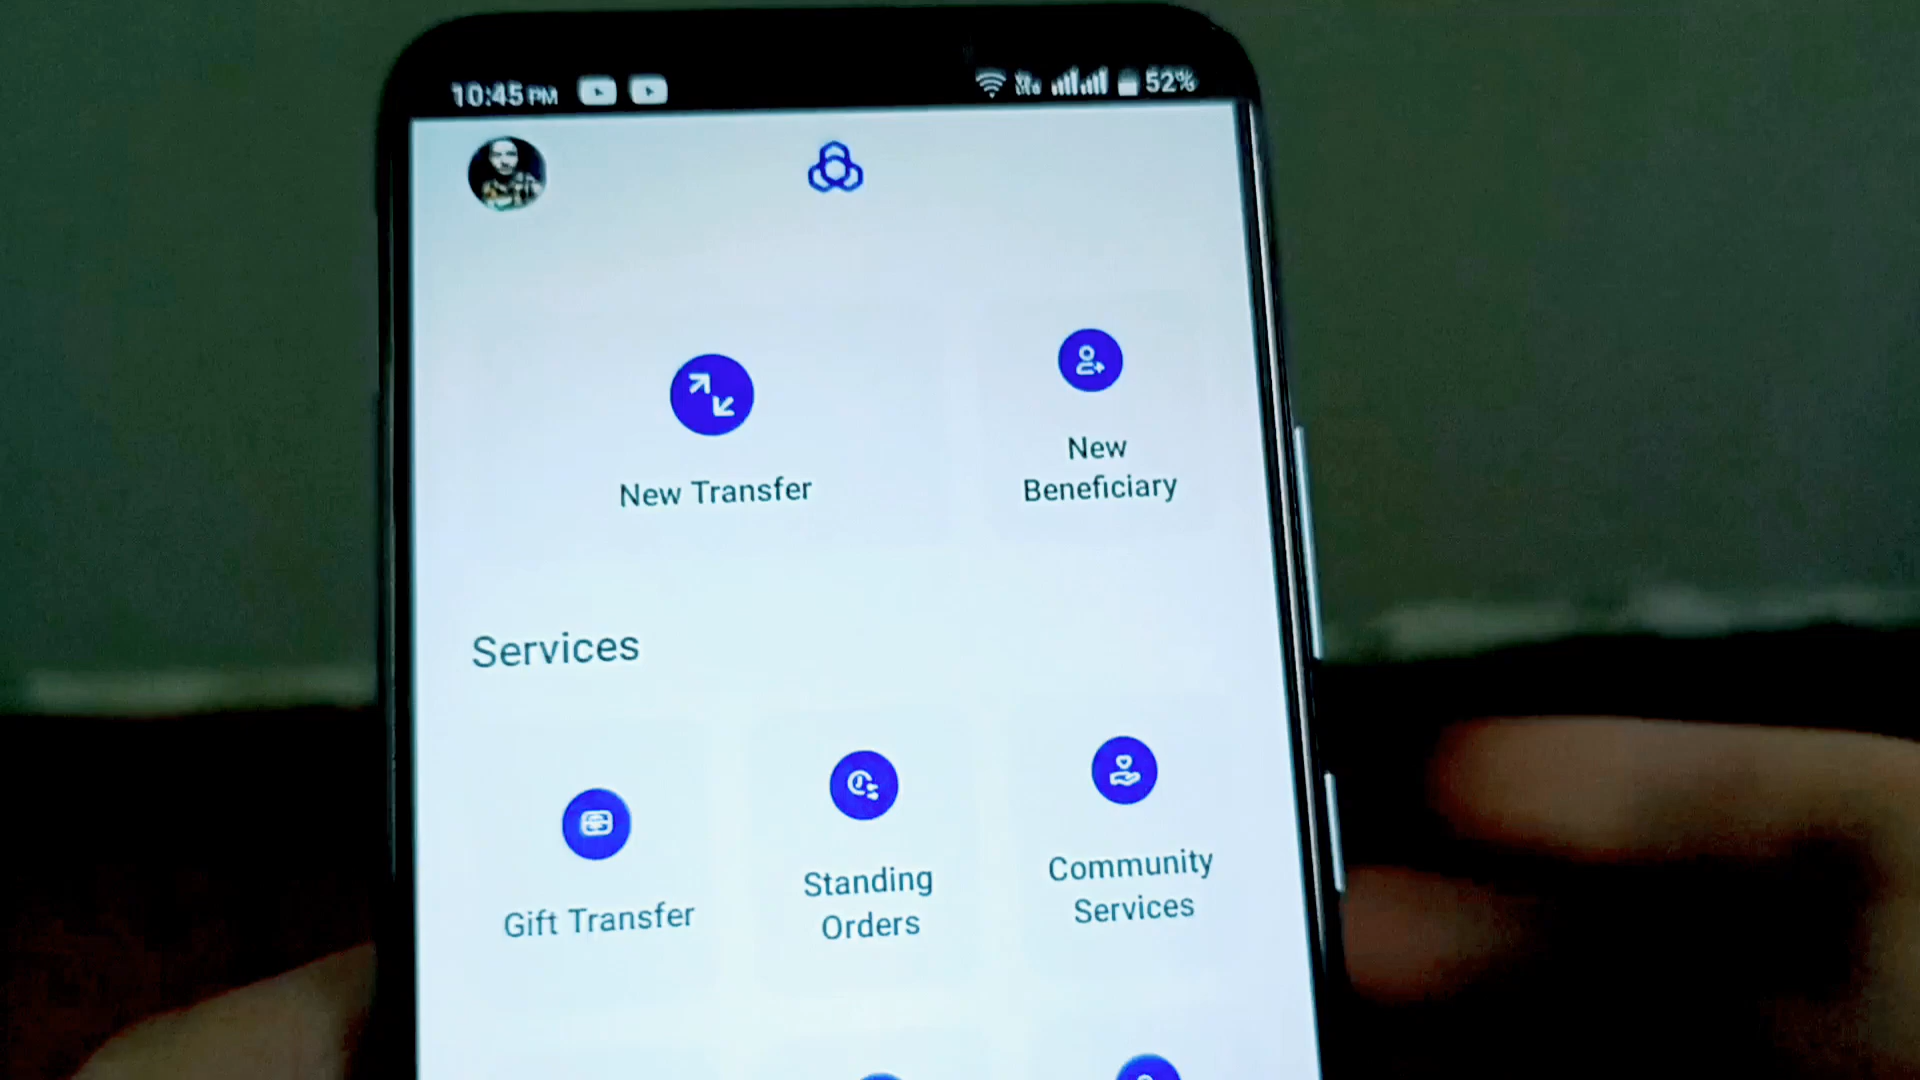 10:45 PM
52%
New Transfer
New
Beneficiary
Services
Gift Transfer
Standing
Orders
Community
Services